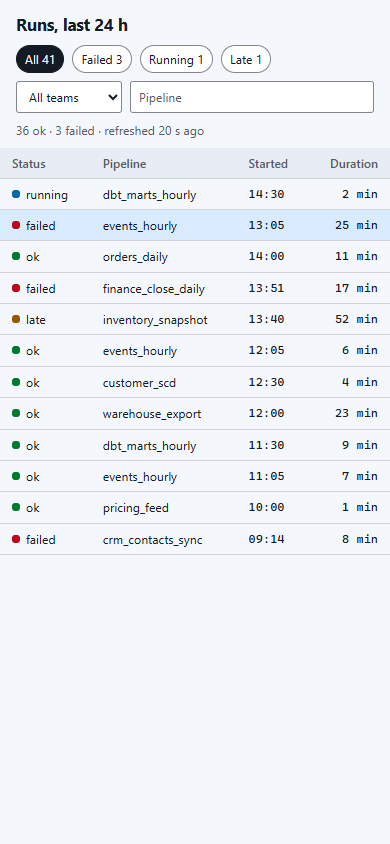 Runs, last 24 h
All 41 Failed 3 Running 1 Late 1
All teams Pipeline
36 ok · 3 failed · refreshed 20 s ago
Status Pipeline Started Duration
running dbt_marts_hourly 14:30 2 min
failed events_hourly 13:05 25 min
ok orders_daily 14:00 11 min
failed finance_close_daily 13:51 17 min
late inventory_snapshot 13:40 52 min
ok events_hourly 12:05 6 min
ok customer_scd 12:30 4 min
ok warehouse_export 12:00 23 min
ok dbt_marts_hourly 11:30 9 min
ok events_hourly 11:05 7 min
ok pricing_feed 10:00 1 min
failed crm_contacts_sync 09:14 8 min